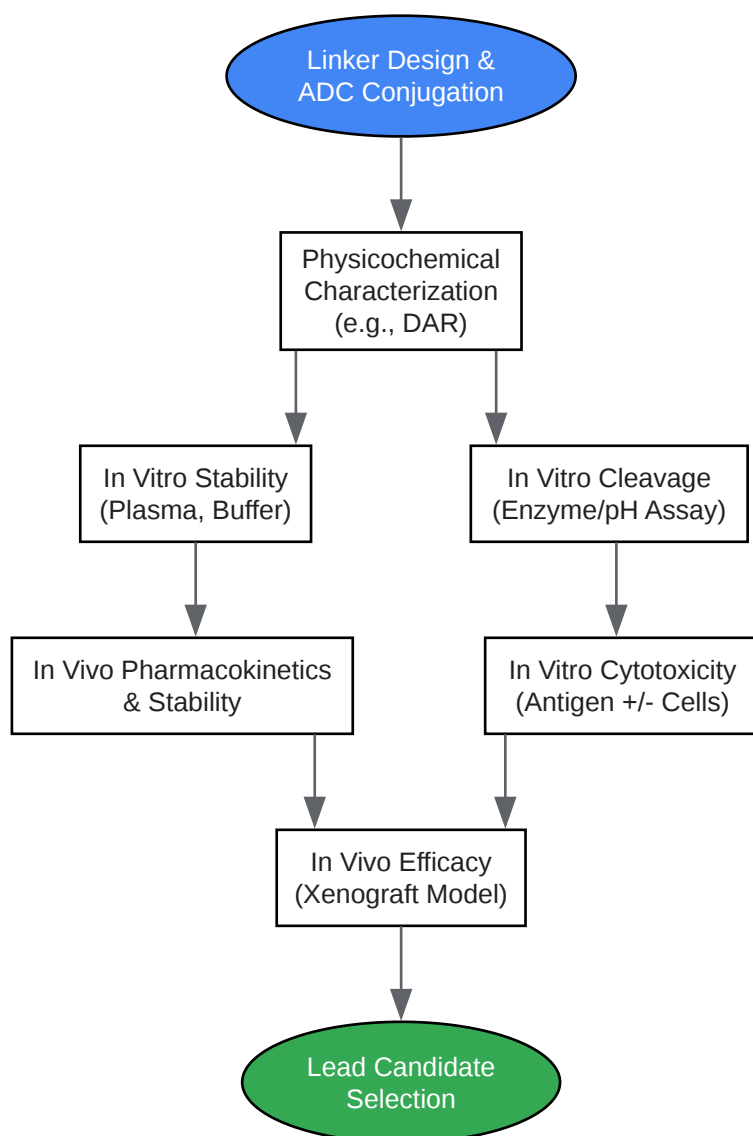 Linker Design &
ADC Conjugation
Physicochemical
Characterization
(e.g., DAR)
In Vitro Stability
(Plasma, Buffer)
In Vitro Cleavage
(Enzyme/pH Assay)
In Vivo Pharmacokinetics
& Stability
In Vitro Cytotoxicity
(Antigen +/- Cells)
In Vivo Efficacy
(Xenograft Model)
Lead Candidate
Selection